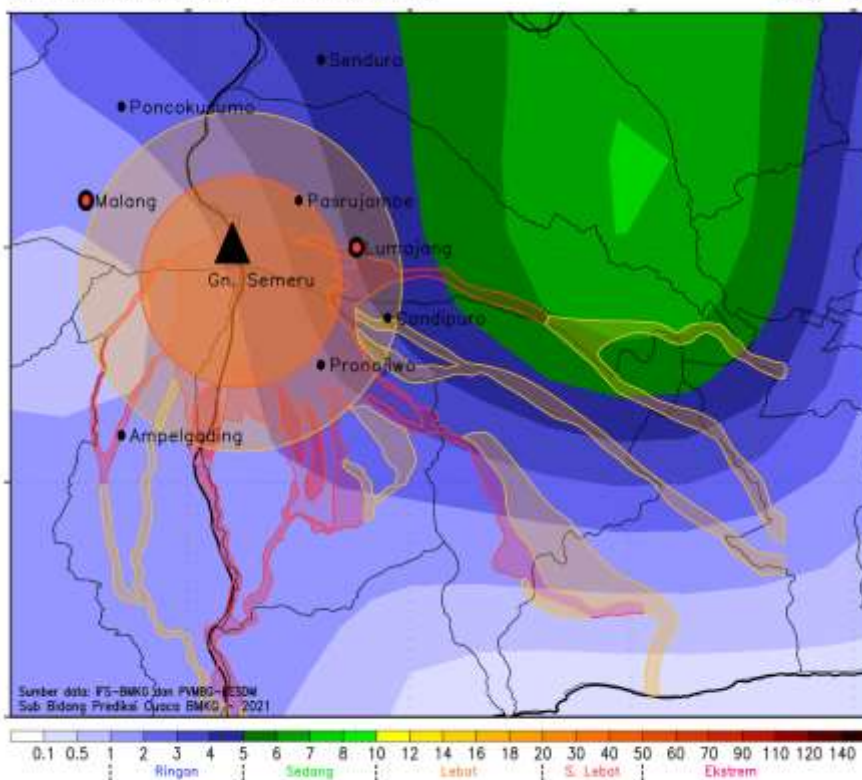 Senduro
Poncokusumo
Malang
Pasrujambe
Lumajang
Gn. Semeru
Candipuro
Pronojiwo
Ampelgading
Sumber data: IFS-BMKG dan PVMBG-KESDM
Sub Bidang Prediksi Cuaca BMKG - 2021
0.1 0.5 1 2 3 4 5 6 7 8 10 12 14 16 18 20 30 40 50 60 70 90 110 120 140
Ringan Sedang Lebat S. Lebat Ekstrem